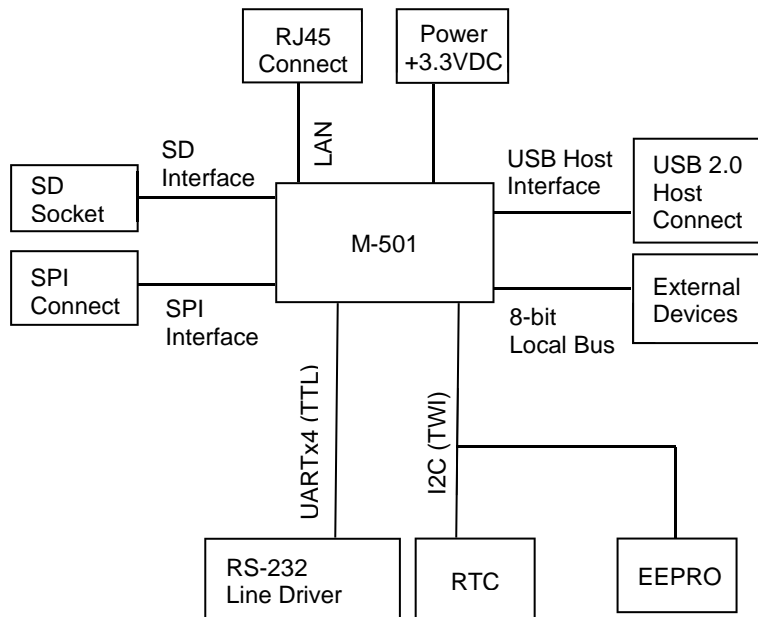 RJ45
Connect
Power
+3.3VDC
LAN
SD
Interface
USB Host
Interface
SD
Socket
USB 2.0
Host
Connect
M-501
SPI
Connect
SPI
Interface
8-bit
Local Bus
External
Devices
UARTx4 (TTL)
I2C (TWI)
RS-232
Line Driver
RTC
EEPRO